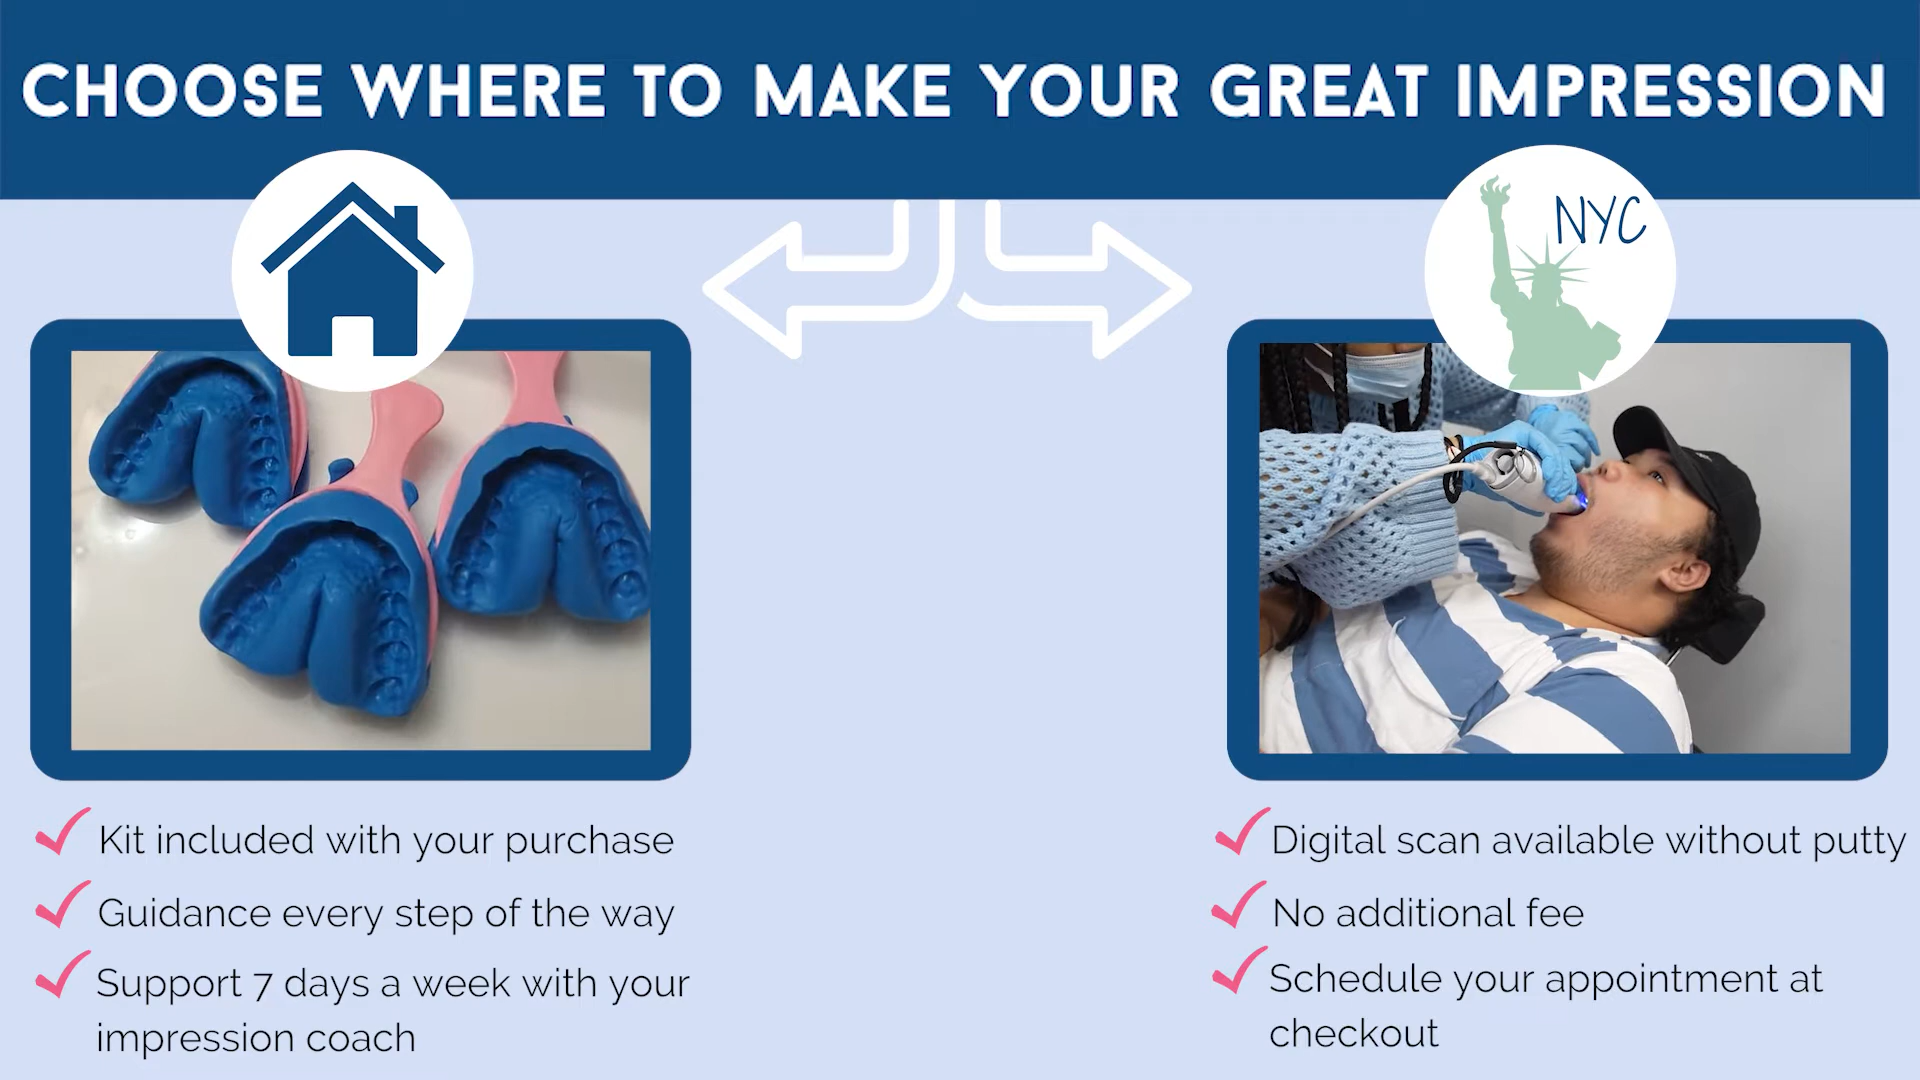 CHOOSE WHERE TO MAKE YOUR GREAT IMPRESSION
NYC
Kit included with your purchase
Guidance every step of the way
Support 7 days a week with your
impression coach
Digital scan available without putty
No additional fee
Schedule your appointment at
checkout